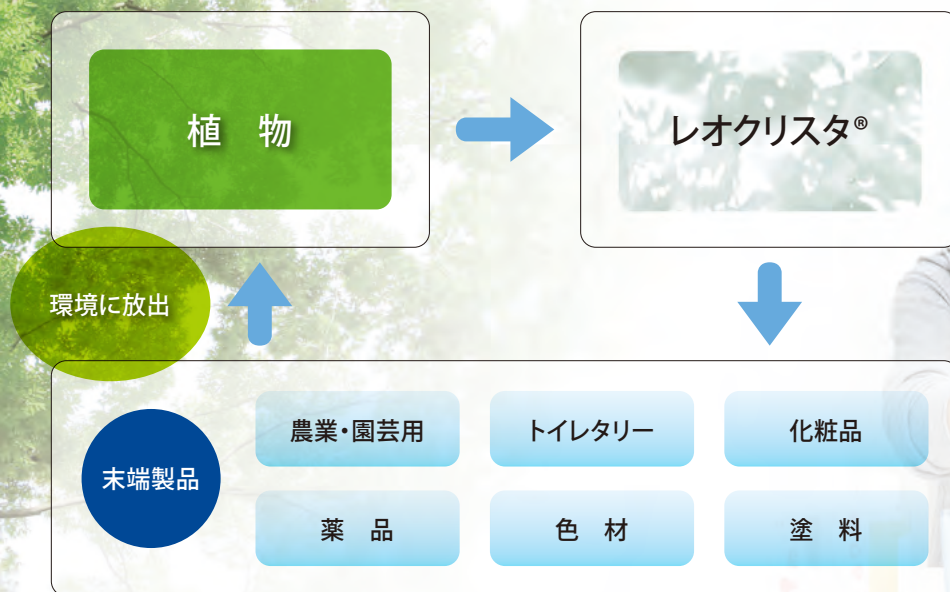 植　物
レオクリスタ®
環境に放出
末端製品
農業・園芸用
トイレタリー
化粧品
薬　品
色　材
塗　料